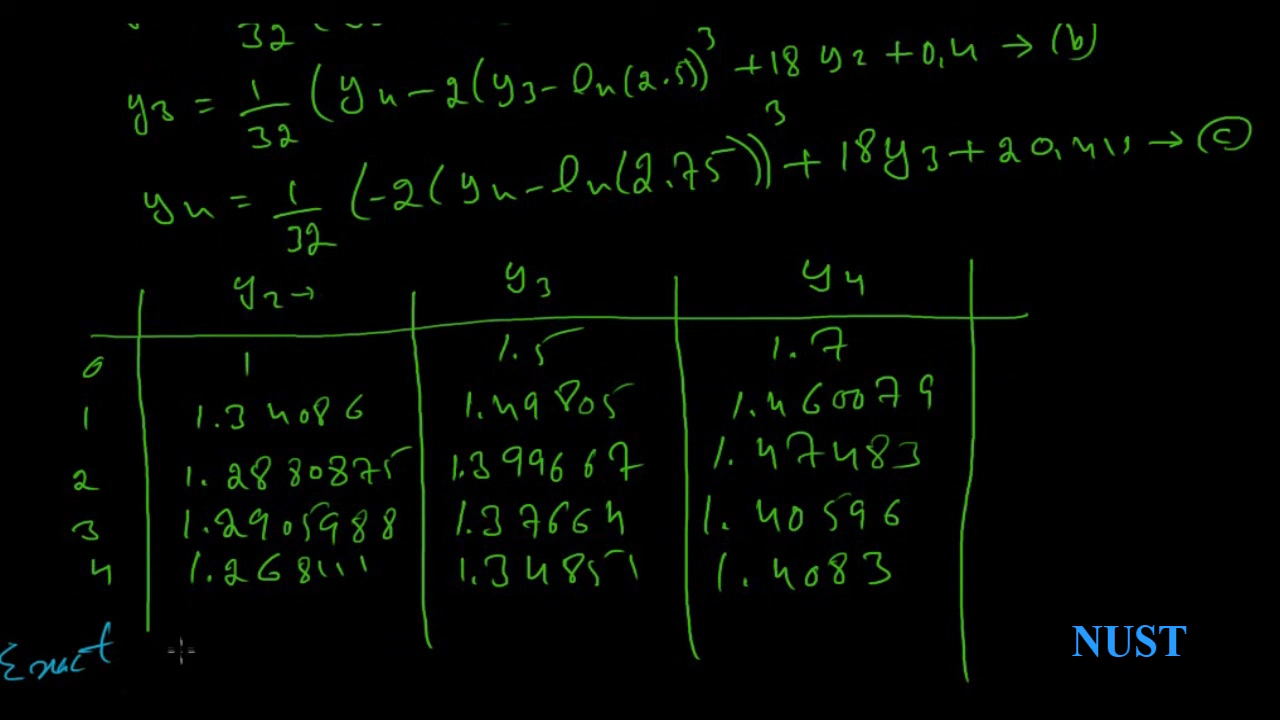 32
y3 = 1/32 (y4 - 2(y3 - ln(2.5))^3 + 18 y2 + 0.4 → (b)
y4 = 1/32 (-2(y4 - ln(2.75))^3 + 18y3 + 20.411 → (c)
y2 → y3 y4
0 1 1.5 1.7
1 1.34086 1.49805 1.460079
2 1.2880875 1.399667 1.47483
3 1.2905988 1.37664 1.40596
4 1.268111 1.34851 1.4083
Exact
NUST